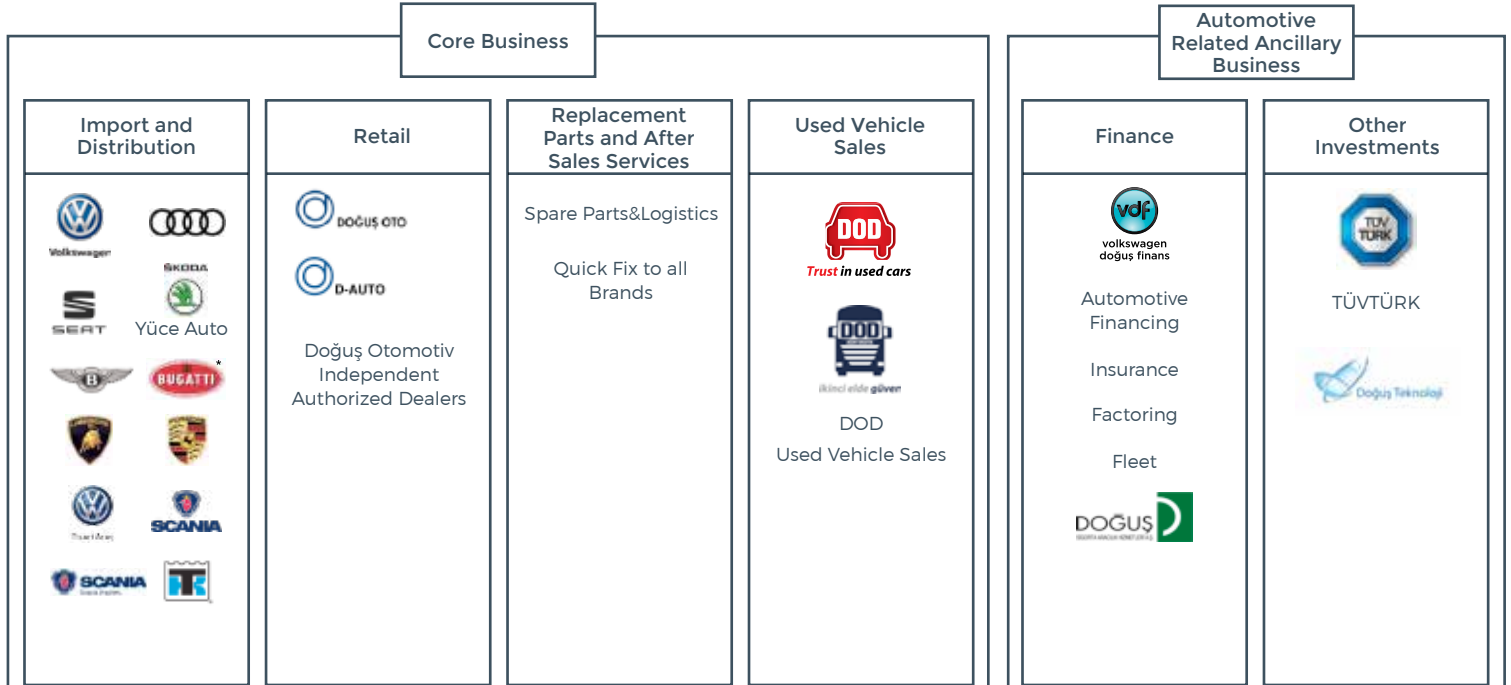 Core Business
Automotive
Related Ancillary
Business
Import and
Distribution
Volkswagen
SKODA
SEAT
Yüce Auto
B
BUGATTI
*
SCANIA
SCANIA
Retail
DOĞUŞ OTO
D-AUTO
Doğuş Otomotiv
Independent
Authorized Dealers
Replacement
Parts and After
Sales Services
Spare Parts&Logistics
Quick Fix to all
Brands
Used Vehicle
Sales
DOD
Trust in used cars
DOD
ikinci elde güven
DOD
Used Vehicle Sales
Finance
vdf
volkswagen
doğuş finans
Automotive
Financing
Insurance
Factoring
Fleet
DOĞUŞ
Other
Investments
TÜV
TÜRK
TÜVTÜRK
Doğuş Teknoloji